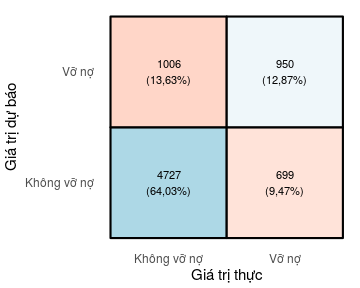 Giá trị dự báo
Vỡ nợ
1006
(13,63%)
950
(12,87%)
Không vỡ nợ
4727
(64,03%)
699
(9,47%)
Không vỡ nợ
Vỡ nợ
Giá trị thực